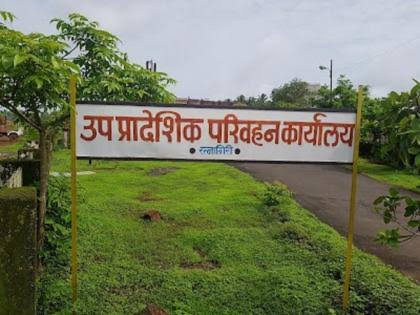 उप प्रादेशिक परिवहन कार्यालय
रत्नागिरी